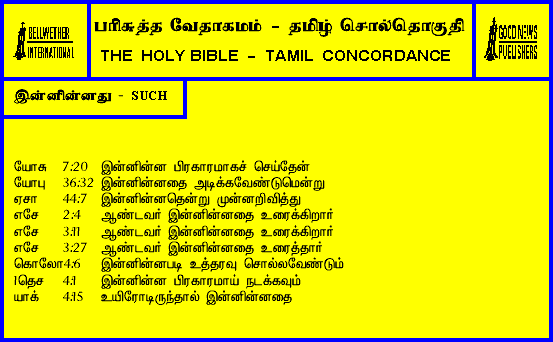 BELLWETHER
INTERNATIONAL
பரிசுத்த வேதாகமம் - தமிழ் சொல்தொகுதி
THE HOLY BIBLE - TAMIL CONCORDANCE
GOOD NEWS
PUBLISHERS
இன்னின்னது - SUCH
யோசு 7:20 இன்னின்ன பிரகாரமாகச் செய்தேன்
யோபு 36:32 இன்னின்னதை அடிக்கவேண்டுமென்று
ஏசா 44:7 இன்னின்னதென்று முன்னறிவித்து
எசே 2:4 ஆண்டவர் இன்னின்னதை உரைக்கிறார்
எசே 3:11 ஆண்டவர் இன்னின்னதை உரைக்கிறார்
எசே 3:27 ஆண்டவர் இன்னின்னதை உரைத்தார்
கொலோ4:6 இன்னின்னபடி உத்தரவு சொல்லவேண்டும்
1தெச 4:1 இன்னின்ன பிரகாரமாய் நடக்கவும்
யாக் 4:15 உயிரோடிருந்தால் இன்னின்னதை